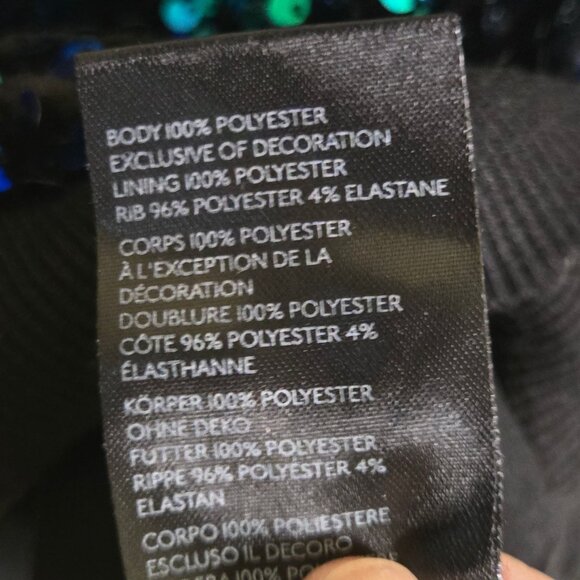 BODY 100% POLYESTER
EXCLUSIVE OF DECORATION
LINING 100% POLYESTER
RIB 96% POLYESTER 4% ELASTANE
CORPS 100% POLYESTER
À L'EXCEPTION DE LA
DÉCORATION
DOUBLURE 100% POLYESTER
CÔTE 96% POLYESTER 4%
ÉLASTHANNE
KÖRPER 100% POLYESTER
OHNE DEKO
FUTTER 100% POLYESTER
RIPPE 96% POLYESTER 4%
ELASTAN
CORPO 100% POLIESTERE
ESCLUSO IL DECORO
100%